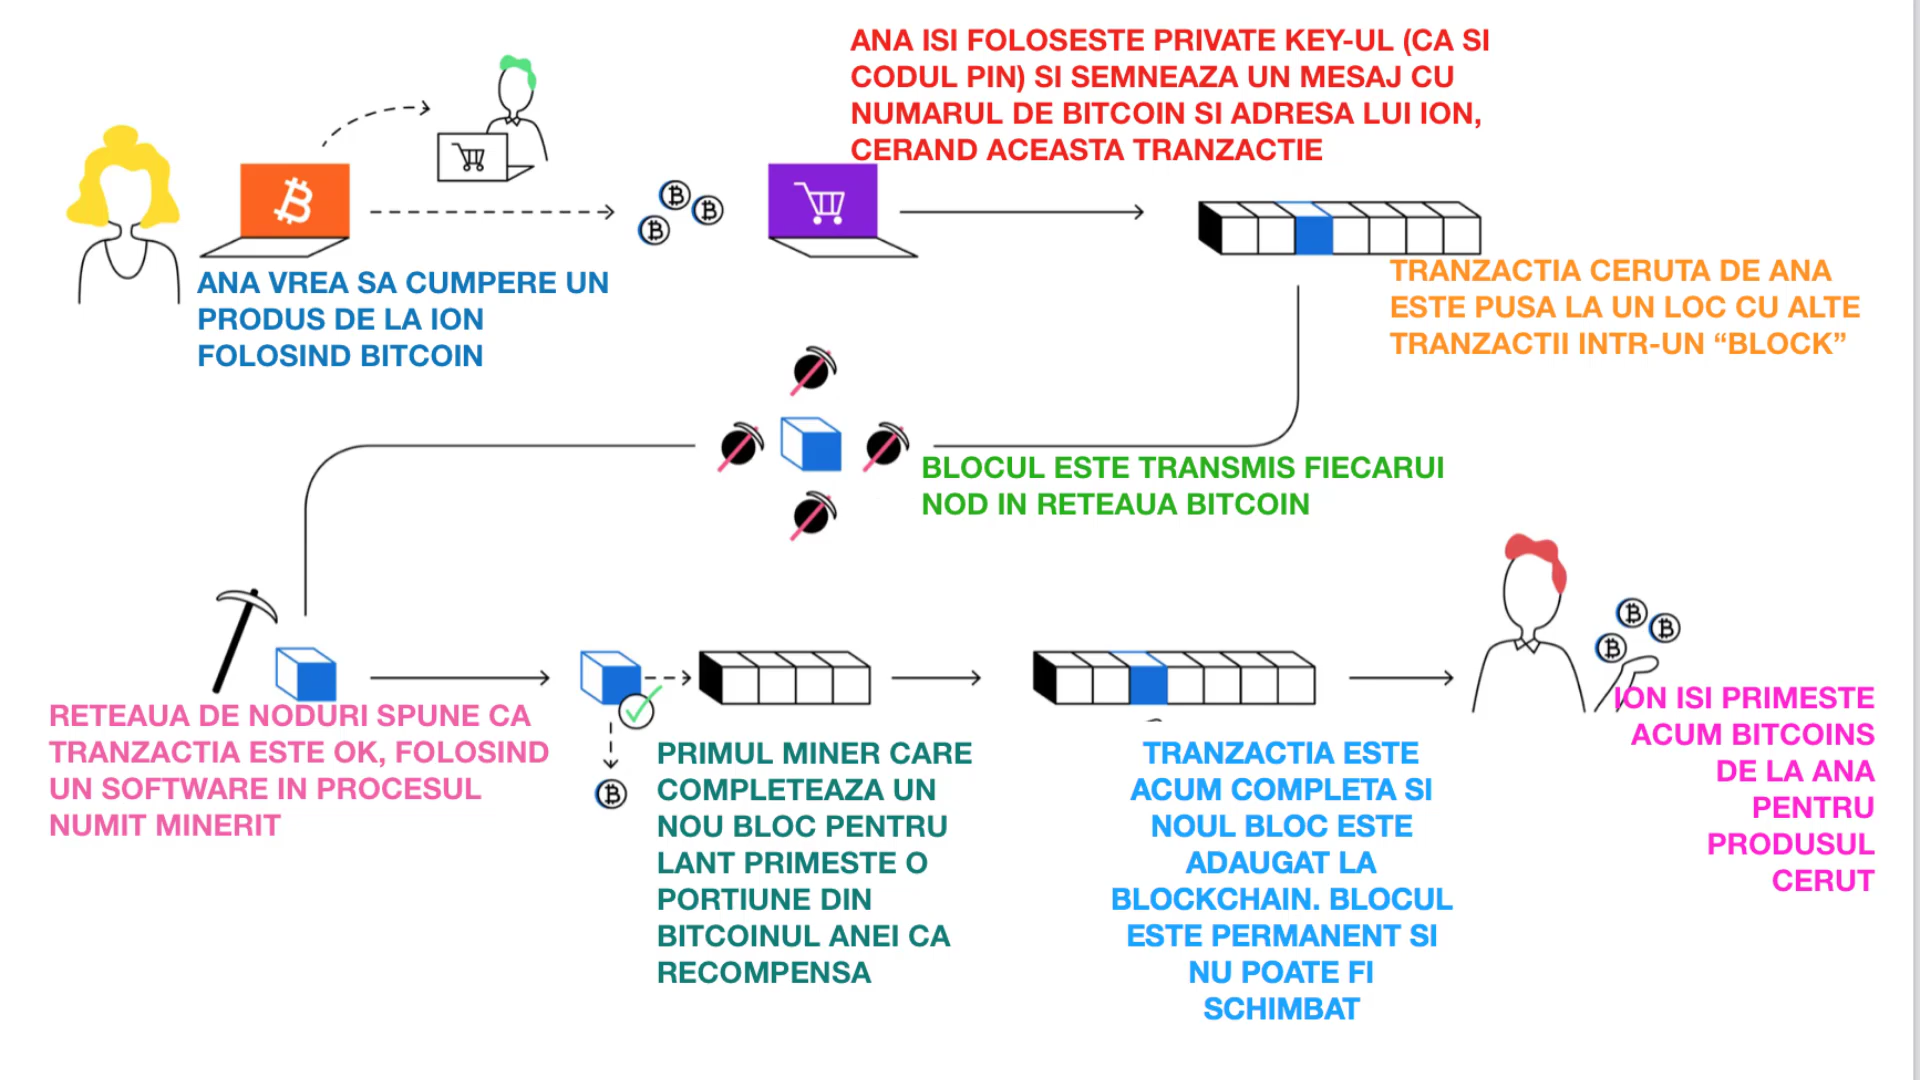 ANA ISI FOLOSESTE PRIVATE KEY-UL (CA SI
CODUL PIN) SI SEMNEAZA UN MESAJ CU
NUMARUL DE BITCOIN SI ADRESA LUI ION,
CERAND ACEASTA TRANZACTIE
ANA VREA SA CUMPERE UN
PRODUS DE LA ION
FOLOSIND BITCOIN
TRANZACTIA CERUTA DE ANA
ESTE PUSA LA UN LOC CU ALTE
TRANZACTII INTR-UN “BLOCK”
BLOCUL ESTE TRANSMIS FIECARUI
NOD IN RETEAUA BITCOIN
RETEAUA DE NODURI SPUNE CA
TRANZACTIA ESTE OK, FOLOSIND
UN SOFTWARE IN PROCESUL
NUMIT MINERIT
PRIMUL MINER CARE
COMPLETEAZA UN
NOU BLOC PENTRU
LANT PRIMESTE O
PORTIUNE DIN
BITCOINUL ANEI CA
RECOMPENSA
TRANZACTIA ESTE
ACUM COMPLETA SI
NOUL BLOC ESTE
ADAUGAT LA
BLOCKCHAIN. BLOCUL
ESTE PERMANENT SI
NU POATE FI
SCHIMBAT
ION ISI PRIMESTE
ACUM BITCOINS
DE LA ANA
PENTRU
PRODUSUL
CERUT